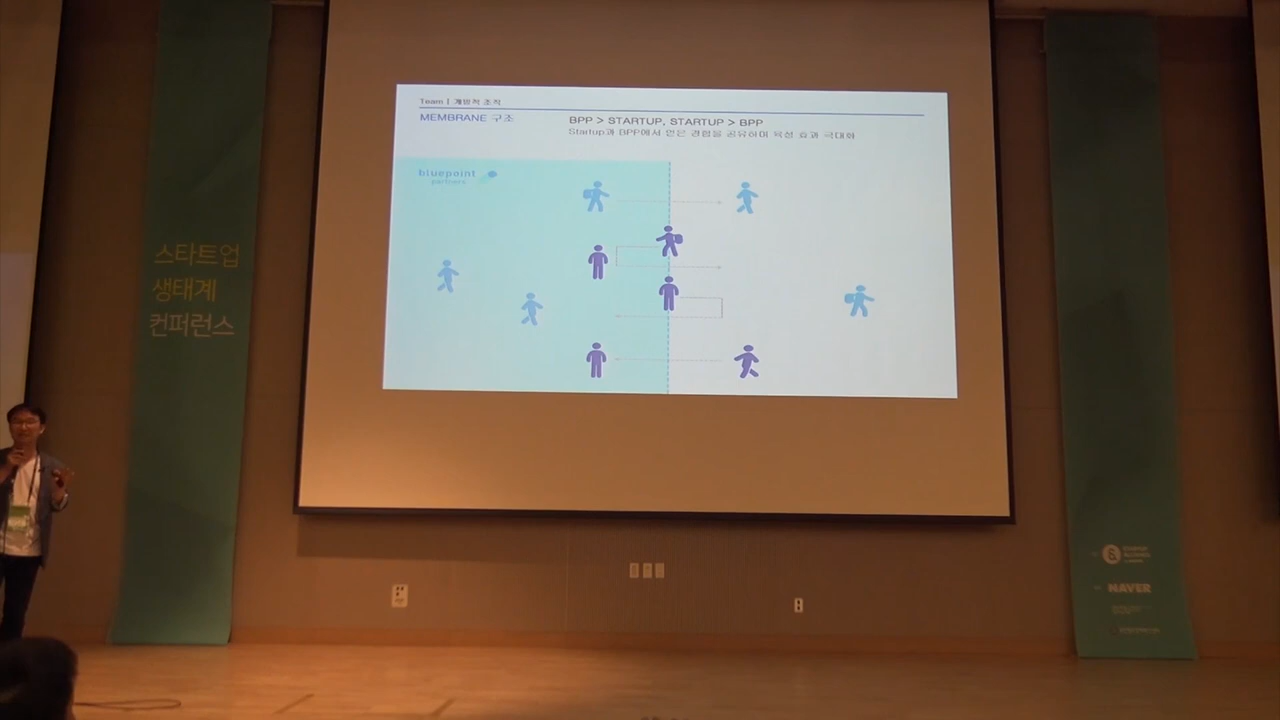 Team | 개방적 조직
MEMBRANE 구조
BPP > STARTUP, STARTUP > BPP
Startup과 BPP에서 얻은 경험을 공유하며 육성 효과 극대화
bluepoint
partners
스타트업
생태계
컨퍼런스
STARTUP
ALLIANCE
NAVER